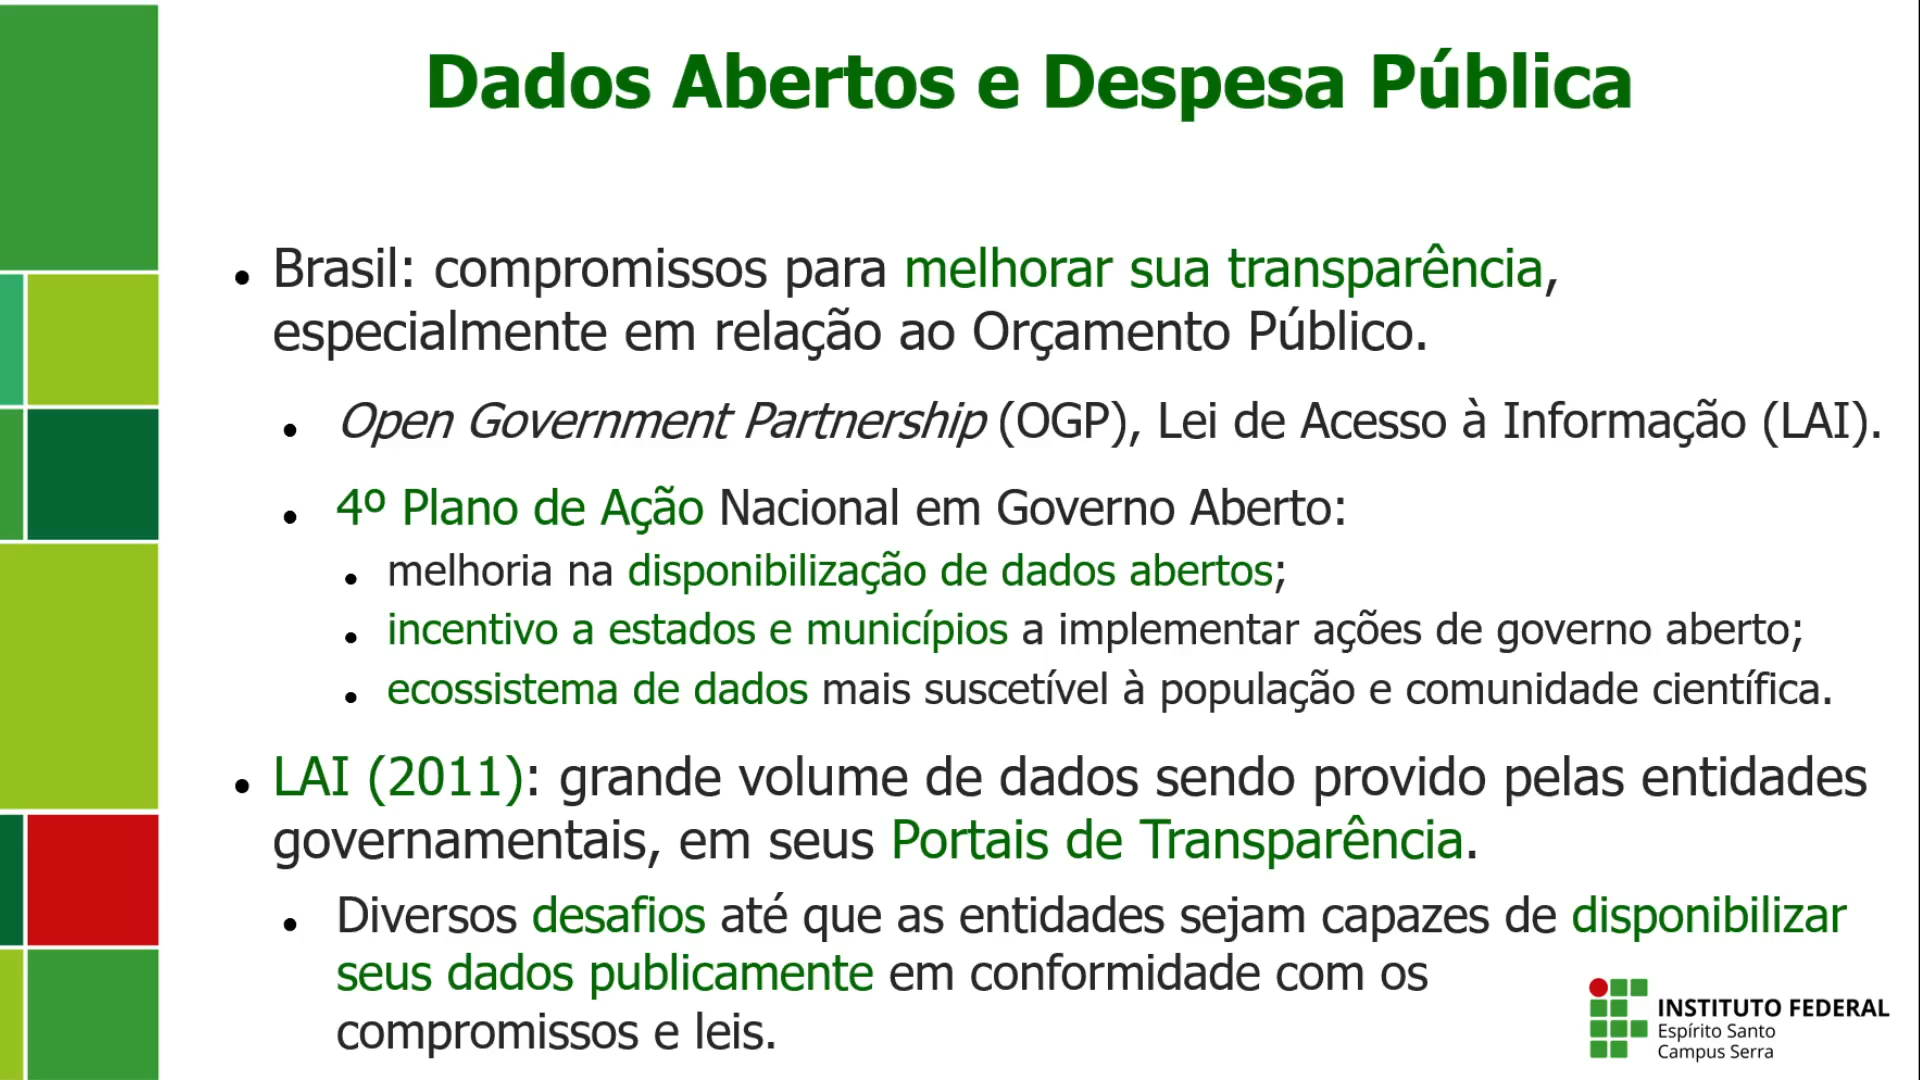 Dados Abertos e Despesa Pública
• Brasil: compromissos para melhorar sua transparência,
especialmente em relação ao Orçamento Público.
• Open Government Partnership (OGP), Lei de Acesso à Informação (LAI).
• 4º Plano de Ação Nacional em Governo Aberto:
• melhoria na disponibilização de dados abertos;
• incentivo a estados e municípios a implementar ações de governo aberto;
• ecossistema de dados mais suscetível à população e comunidade científica.
• LAI (2011): grande volume de dados sendo provido pelas entidades
governamentais, em seus Portais de Transparência.
• Diversos desafios até que as entidades sejam capazes de disponibilizar
seus dados publicamente em conformidade com os
compromissos e leis.
INSTITUTO FEDERAL
Espírito Santo
Campus Serra